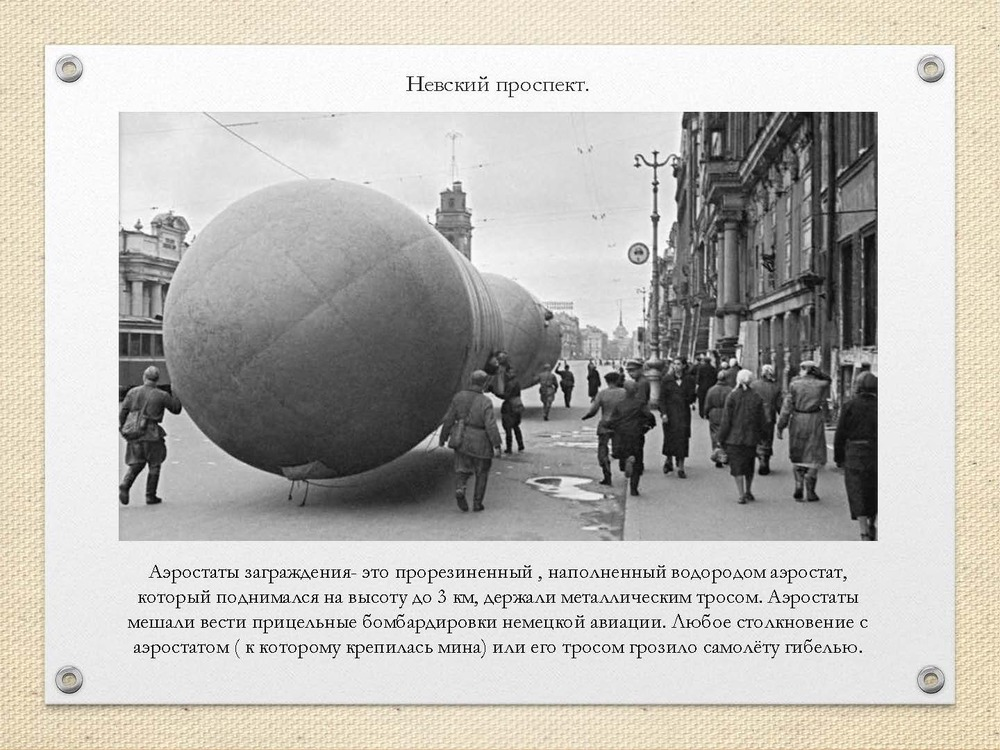 Невский проспект.
Аэростаты заграждения- это прорезиненный , наполненный водородом аэростат,
который поднимался на высоту до 3 км, держали металлическим тросом. Аэростаты
мешали вести прицельные бомбардировки немецкой авиации. Любое столкновение с
аэростатом ( к которому крепилась мина) или его тросом грозило самолёту гибелью.